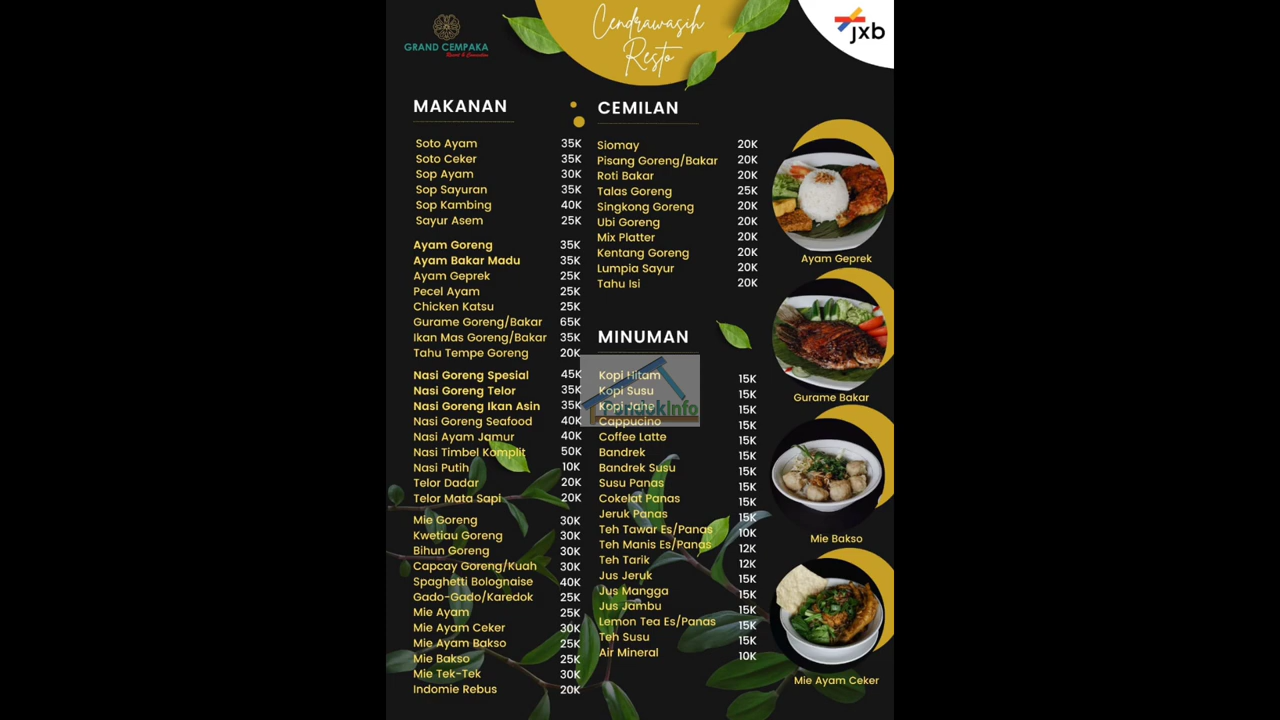 GRAND CEMPAKA
Resort & Convention
Cendrawasih
Resto
jxb
MAKANAN
Soto Ayam 35K
Soto Ceker 35K
Sop Ayam 30K
Sop Sayuran 35K
Sop Kambing 40K
Sayur Asem 25K
Ayam Goreng 35K
Ayam Bakar Madu 35K
Ayam Geprek 25K
Pecel Ayam 25K
Chicken Katsu 25K
Gurame Goreng/Bakar 65K
Ikan Mas Goreng/Bakar 35K
Tahu Tempe Goreng 20K
Nasi Goreng Spesial 45K
Nasi Goreng Telor 35K
Nasi Goreng Ikan Asin 35K
Nasi Goreng Seafood 40K
Nasi Ayam Jamur 40K
Nasi Timbel Komplit 50K
Nasi Putih 10K
Telor Dadar 20K
Telor Mata Sapi 20K
Mie Goreng 30K
Kwetiau Goreng 30K
Bihun Goreng 30K
Capcay Goreng/Kuah 30K
Spaghetti Bolognaise 40K
Gado-Gado/Karedok 25K
Mie Ayam 25K
Mie Ayam Ceker 30K
Mie Ayam Bakso 25K
Mie Bakso 25K
Mie Tek-Tek 30K
Indomie Rebus 20K
CEMILAN
Siomay 20K
Pisang Goreng/Bakar 20K
Roti Bakar 20K
Talas Goreng 25K
Singkong Goreng 20K
Ubi Goreng 20K
Mix Platter 20K
Kentang Goreng 20K
Lumpia Sayur 20K
Tahu Isi 20K
MINUMAN
Kopi Hitam 15K
Kopi Susu 15K
Kopi Jahe 15K
Cappucino 15K
Coffee Latte 15K
Bandrek 15K
Bandrek Susu 15K
Susu Panas 15K
Cokelat Panas 15K
Jeruk Panas 15K
Teh Tawar Es/Panas 10K
Teh Manis Es/Panas 12K
Teh Tarik 12K
Jus Jeruk 15K
Jus Mangga 15K
Jus Jambu 15K
Lemon Tea Es/Panas 15K
Teh Susu 15K
Air Mineral 10K
Ayam Geprek
Gurame Bakar
Mie Bakso
Mie Ayam Ceker